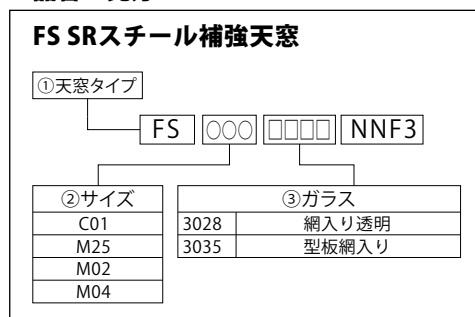 FS SRスチール補強天窓
①天窓タイプ
FS ○○○ □□□□ NNF3
②サイズ
C01
M25
M02
M04
③ガラス
3028 網入り透明
3035 型板網入り